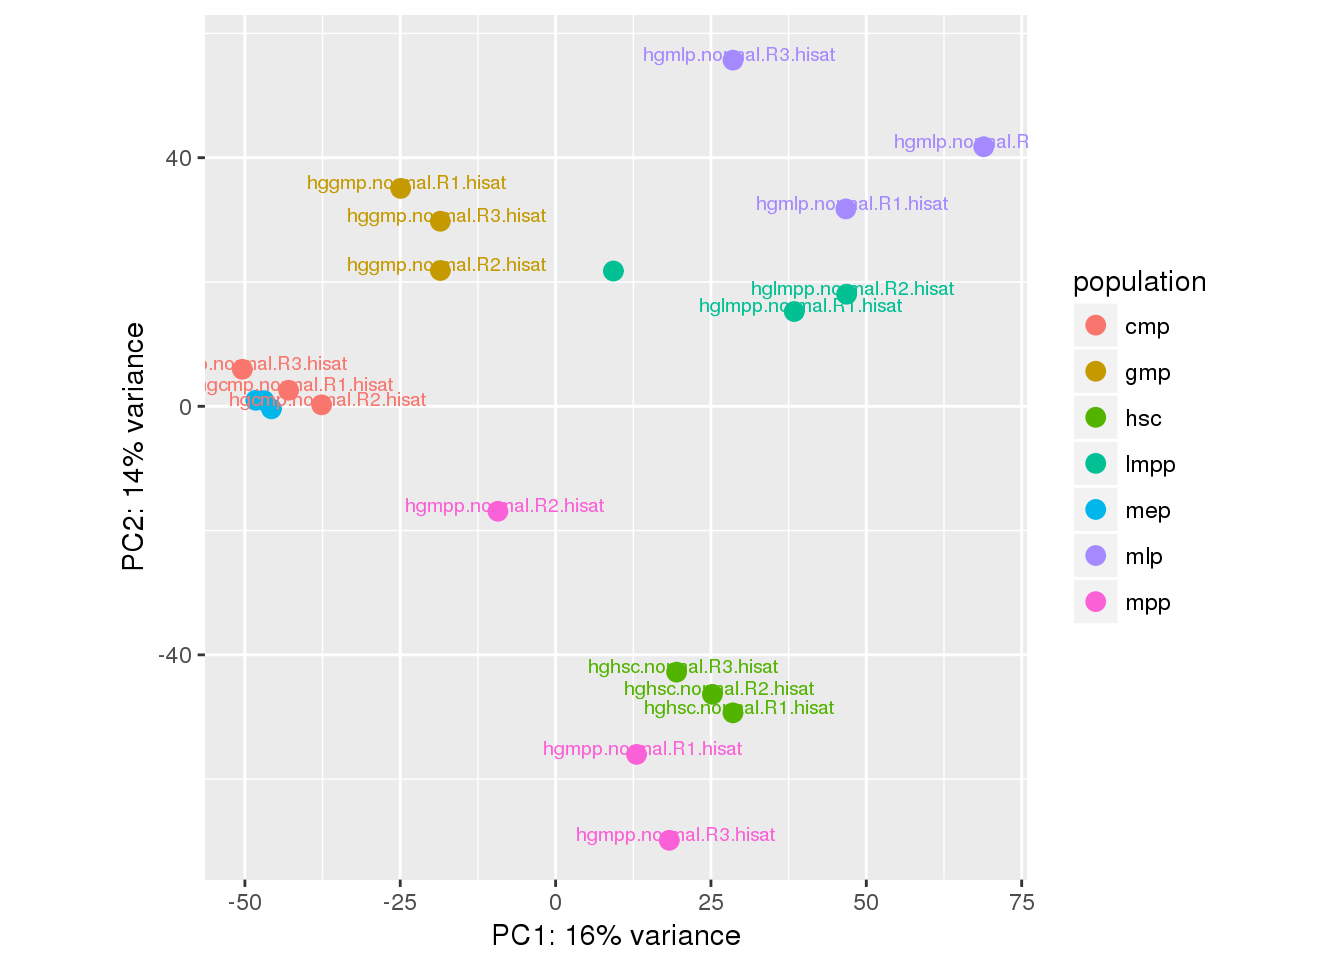 hgmlp.normal.R3.hisat
hgmlp.normal.R
40
hggmp.normal.R1.hisat
hgmlp.normal.R1.hisat
hggmp.normal.R3.hisat
hggmp.normal.R2.hisat
hglmpp.normal.R2.hisat
hglmpp.normal.R1.hisat
population
cmp
gmp
hsc
lmpp
mep
mlp
mpp
p.normal.R3.hisat
gcmp.normal.R1.hisat
hgcmp.normal.R2.hisat
0
PC2: 14% variance
hgmpp.normal.R2.hisat
-40
hghsc.normal.R3.hisat
hghsc.normal.R2.hisat
hghsc.normal.R1.hisat
hgmpp.normal.R1.hisat
hgmpp.normal.R3.hisat
-50 -25 0 25 50 75
PC1: 16% variance